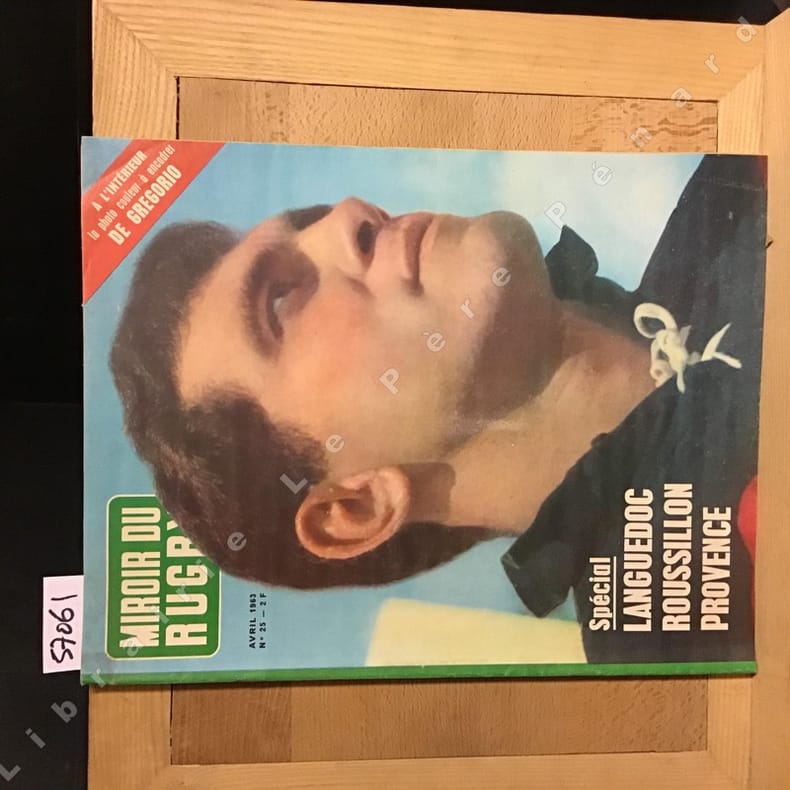 MIROIR DU
RUGBY
AVRIL 1963
N° 25 – 2 F
A L'INTÉRIEUR
la photo couleur à encadrer
DE GREGORIO
Spécial
LANGUEDOC
ROUSSILLON
PROVENCE
57061
Librairie Le Père Pénard